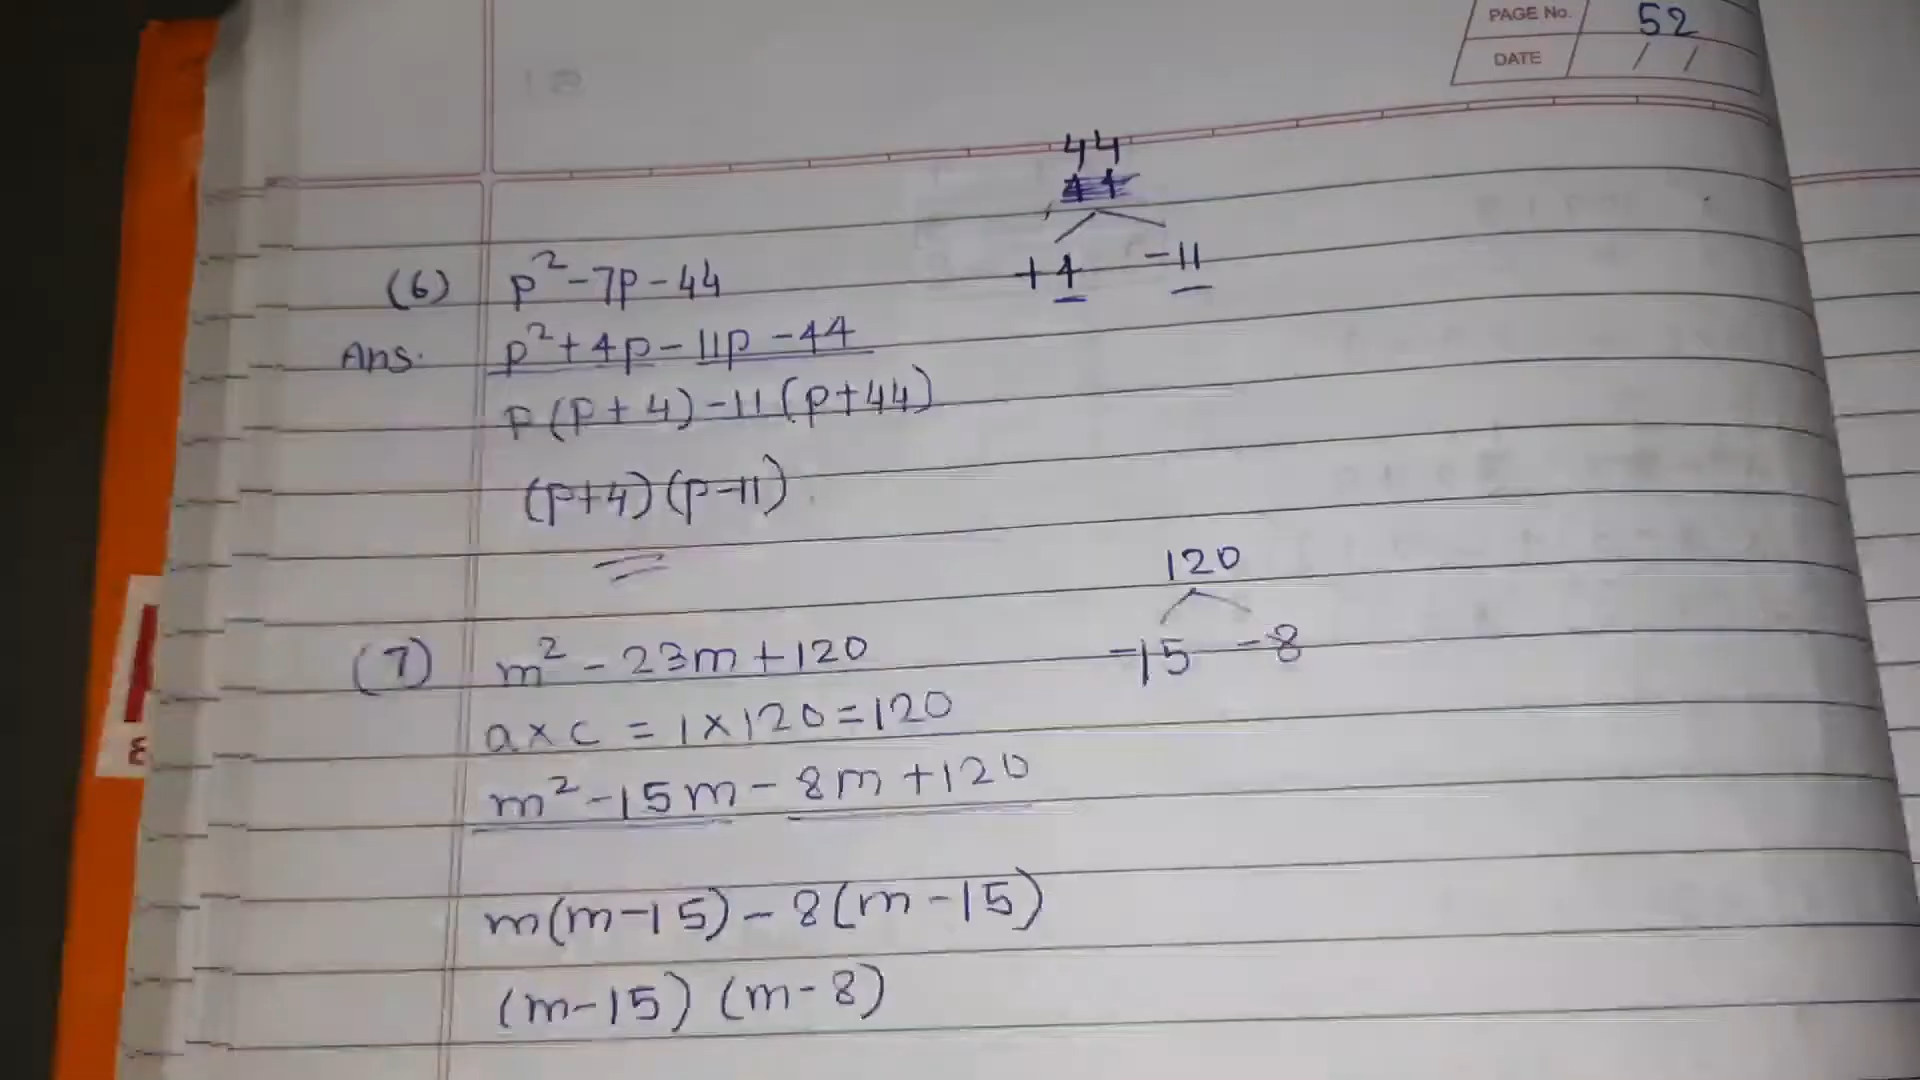 PAGE No. 52
DATE / /
44
44
+4 -11
(6) p² - 7p - 44
Ans. p² + 4p - 11p - 44
p(p + 4) - 11(p + 44)
(p+4) (p-11)
120
-15 -8
(7) m² - 23m + 120
a x c = 1 x 120 = 120
m² - 15m - 8m + 120
m(m-15) - 8(m-15)
(m-15) (m-8)